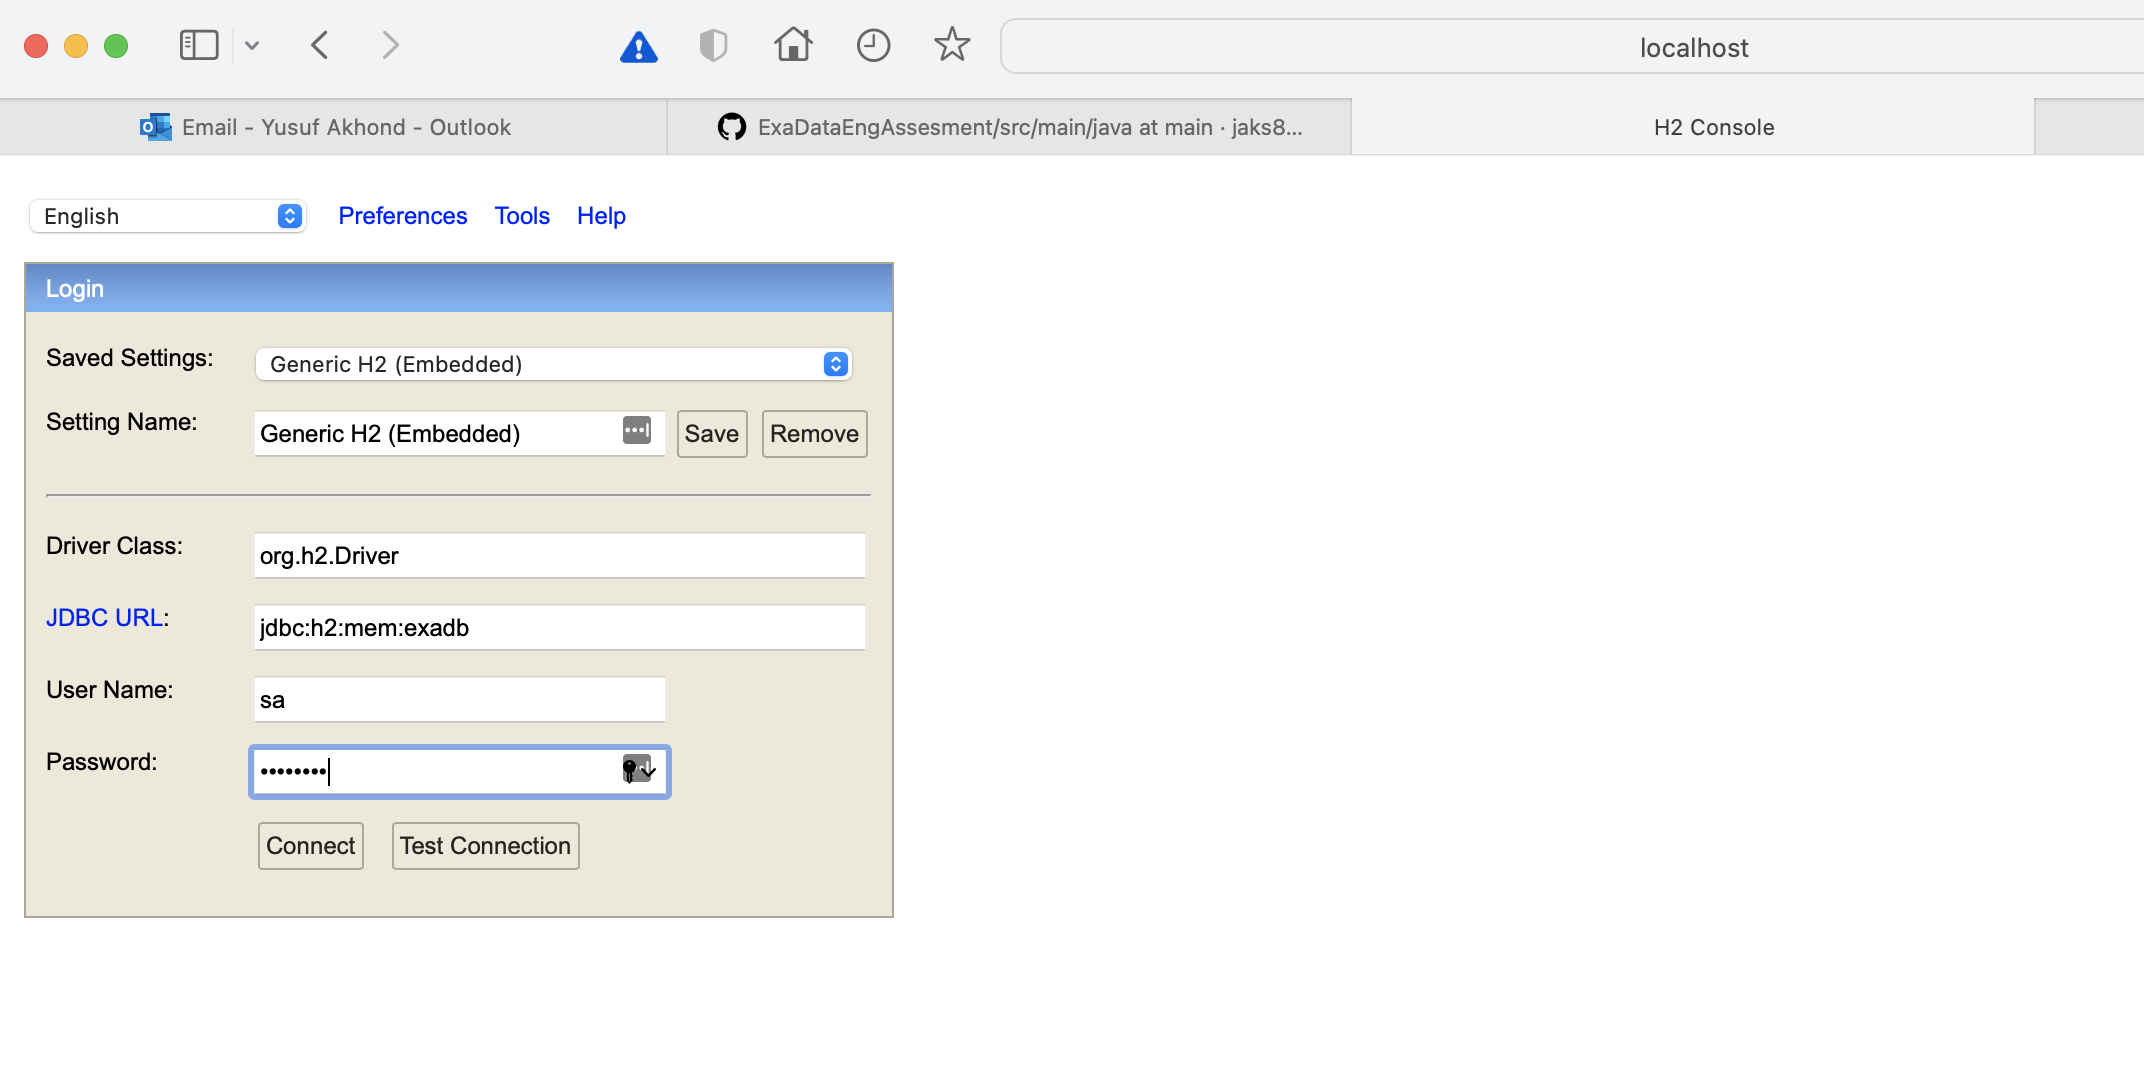 localhost
Email - Yusuf Akhond - Outlook
ExaDataEngAssesment/src/main/java at main · jaks8...
H2 Console
English
Preferences
Tools
Help
Login
Saved Settings:
Generic H2 (Embedded)
Setting Name:
Generic H2 (Embedded)
Save
Remove
Driver Class:
org.h2.Driver
JDBC URL:
jdbc:h2:mem:exadb
User Name:
sa
Password:
••••••••
Connect
Test Connection